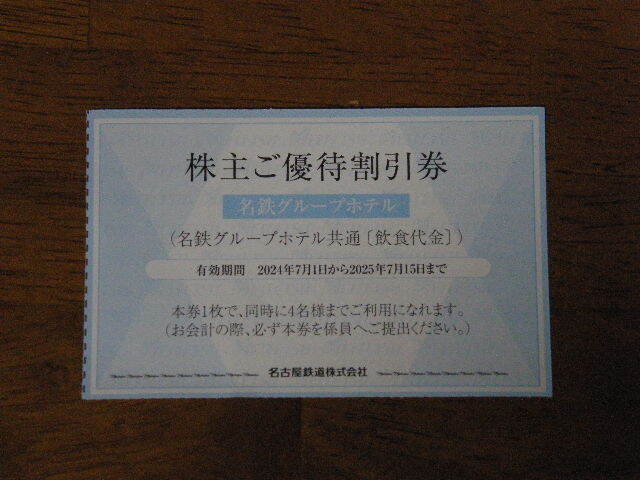 株主ご優待割引券
名鉄グループホテル
(名鉄グループホテル共通〔飲食代金〕)
有効期間 2024年7月1日から2025年7月15日まで
本券1枚で、同時に4名様までご利用になれます。
(お会計の際、必ず本券を係員へご提出ください。)
名古屋鉄道株式会社